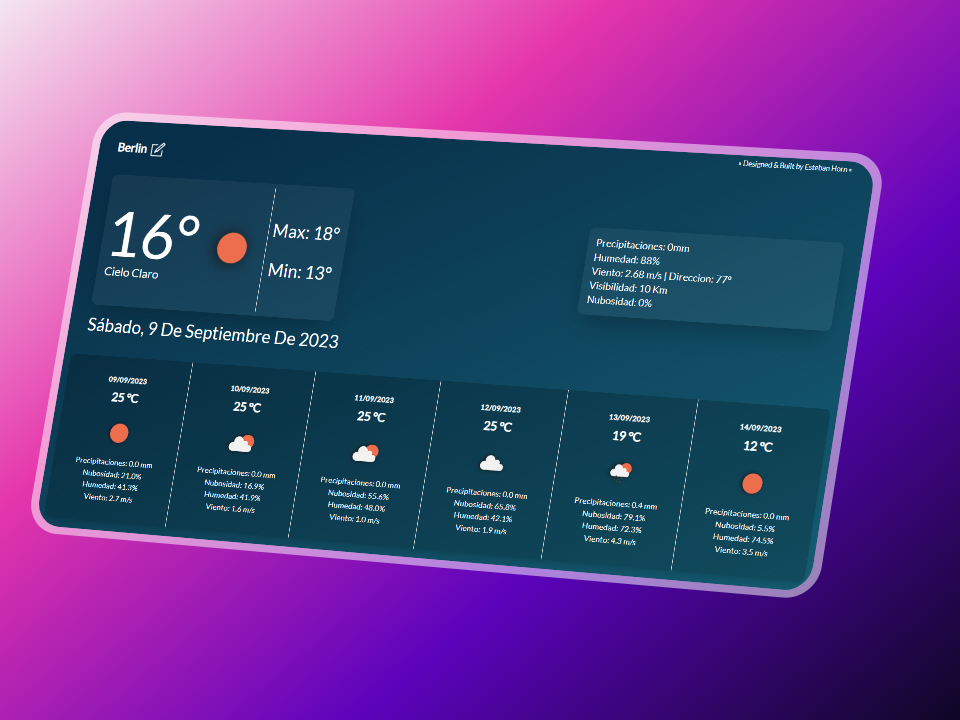 Berlin
• Designed & Built by Esteban Horn •
16°
Cielo Claro
Max: 18°
Min: 13°
Precipitaciones: 0mm
Humedad: 88%
Viento: 2.68 m/s | Direccion: 77°
Visibilidad: 10 Km
Nubosidad: 0%
Sábado, 9 De Septiembre De 2023
09/09/2023
25 °C
Precipitaciones: 0.0 mm
Nubosidad: 21.0%
Humedad: 41.3%
Viento: 2.7 m/s
10/09/2023
25 °C
Precipitaciones: 0.0 mm
Nubosidad: 16.9%
Humedad: 41.9%
Viento: 1.6 m/s
11/09/2023
25 °C
Precipitaciones: 0.0 mm
Nubosidad: 55.6%
Humedad: 48.0%
Viento: 1.0 m/s
12/09/2023
25 °C
Precipitaciones: 0.0 mm
Nubosidad: 65.8%
Humedad: 42.1%
Viento: 1.9 m/s
13/09/2023
19 °C
Precipitaciones: 0.4 mm
Nubosidad: 79.1%
Humedad: 72.3%
Viento: 4.3 m/s
14/09/2023
12 °C
Precipitaciones: 0.0 mm
Nubosidad: 5.5%
Humedad: 74.5%
Viento: 3.5 m/s